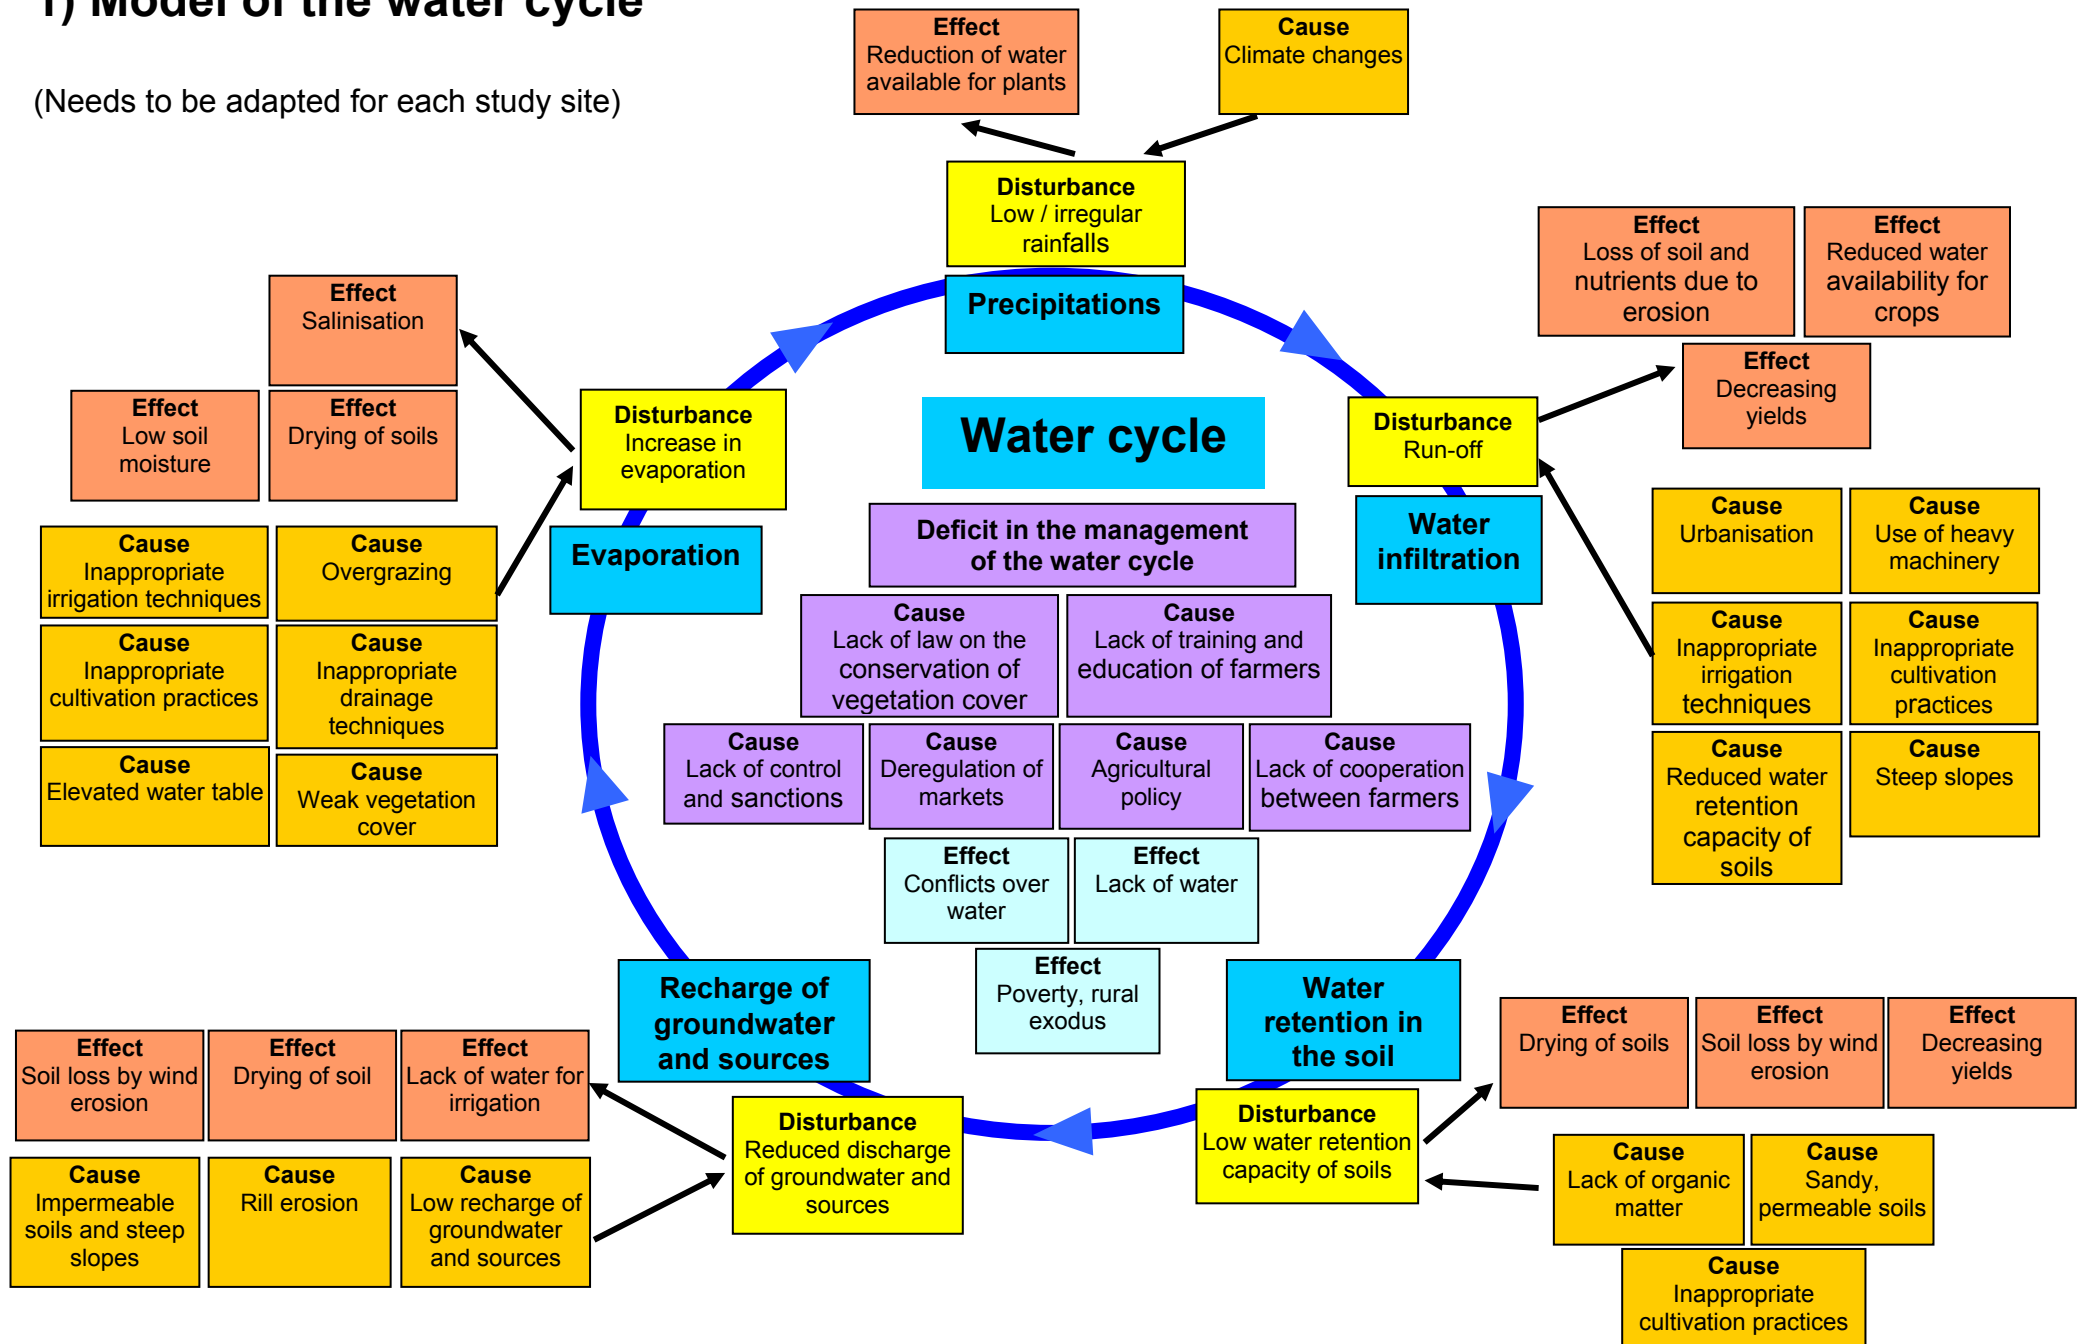 1) Model of the water cycle
(Needs to be adapted for each study site)
Effect
Reduction of water
available for plants
Cause
Climate changes
Disturbance
Low / irregular
rainfalls
Precipitations
Effect
Loss of soil and
nutrients due to
erosion
Effect
Reduced water
availability for
crops
Effect
Decreasing
yields
Effect
Salinisation
Effect
Low soil
moisture
Effect
Drying of soils
Disturbance
Increase in
evaporation
Water cycle
Disturbance
Run-off
Evaporation
Deficit in the management
of the water cycle
Water
infiltration
Cause
Inappropriate
irrigation techniques
Cause
Overgrazing
Cause
Inappropriate
cultivation practices
Cause
Inappropriate
drainage
techniques
Cause
Elevated water table
Cause
Weak vegetation
cover
Cause
Lack of law on the
conservation of
vegetation cover
Cause
Lack of training and
education of farmers
Cause
Lack of control
and sanctions
Cause
Deregulation of
markets
Cause
Agricultural
policy
Cause
Lack of cooperation
between farmers
Effect
Conflicts over
water
Effect
Lack of water
Effect
Poverty, rural
exodus
Cause
Urbanisation
Cause
Use of heavy
machinery
Cause
Inappropriate
irrigation
techniques
Cause
Inappropriate
cultivation
practices
Cause
Reduced water
retention
capacity of
soils
Cause
Steep slopes
Recharge of
groundwater
and sources
Water
retention in
the soil
Effect
Soil loss by wind
erosion
Effect
Drying of soil
Effect
Lack of water for
irrigation
Cause
Impermeable
soils and steep
slopes
Cause
Rill erosion
Cause
Low recharge of
groundwater
and sources
Disturbance
Reduced discharge
of groundwater and
sources
Disturbance
Low water retention
capacity of soils
Effect
Drying of soils
Effect
Soil loss by wind
erosion
Effect
Decreasing
yields
Cause
Lack of organic
matter
Cause
Sandy,
permeable soils
Cause
Inappropriate
cultivation practices